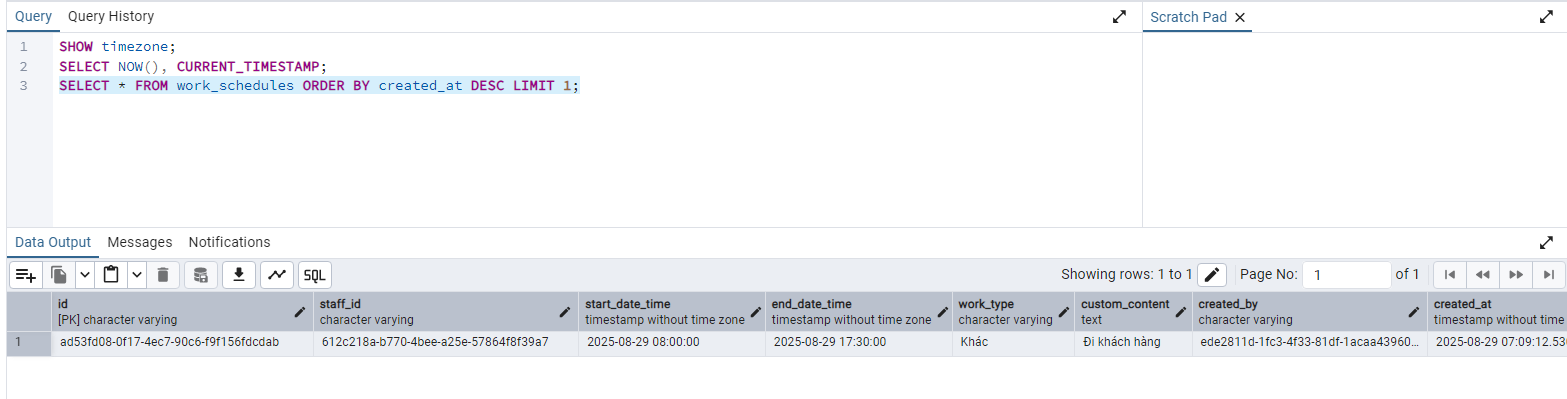 Query Query History Scratch Pad
1 SHOW timezone;
2 SELECT NOW(), CURRENT_TIMESTAMP;
3 SELECT * FROM work_schedules ORDER BY created_at DESC LIMIT 1;
Data Output Messages Notifications
SQL Showing rows: 1 to 1 Page No: 1 of 1
id staff_id start_date_time end_date_time work_type custom_content created_by created_at
[PK] character varying character varying timestamp without time zone timestamp without time zone character varying text character varying timestamp without time
1 ad53fd08-0f17-4ec7-90c6-f9f156fdcdab 612c218a-b770-4bee-a25e-57864f8f39a7 2025-08-29 08:00:00 2025-08-29 17:30:00 Khác Đi khách hàng ede2811d-1fc3-4f33-81df-1acaa43960... 2025-08-29 07:09:12.53